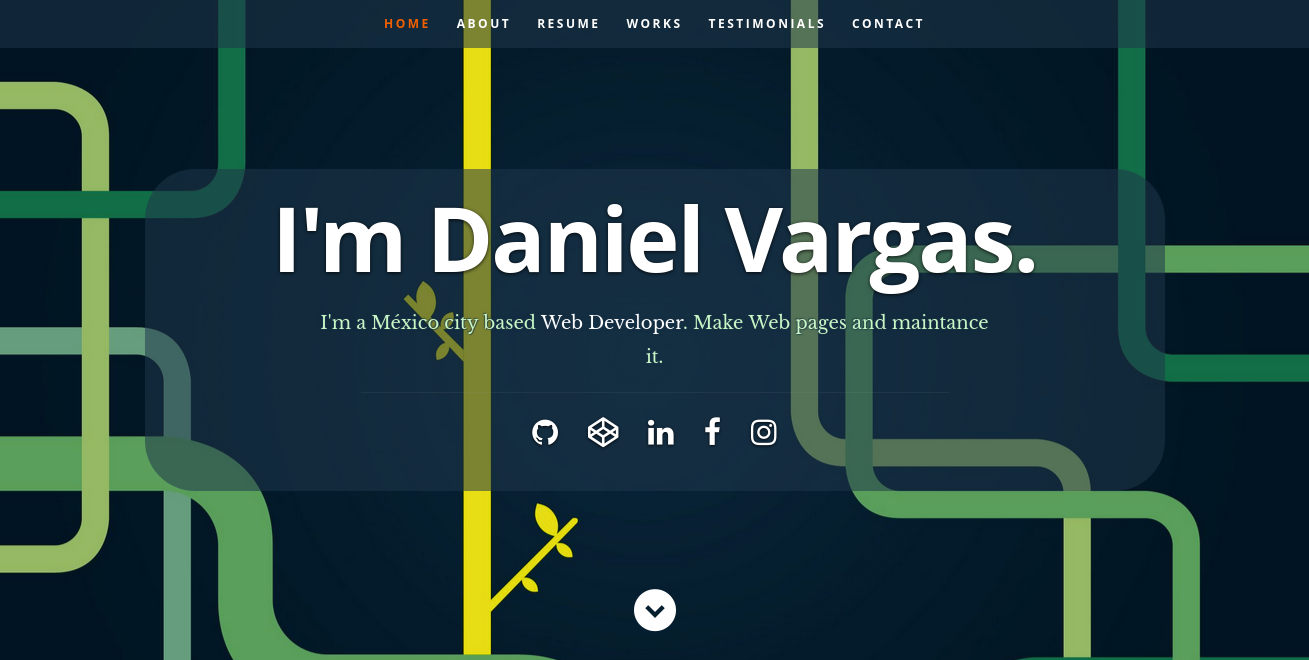 HOME ABOUT RESUME WORKS TESTIMONIALS CONTACT
I'm Daniel Vargas.
I'm a México city based Web Developer. Make Web pages and maintance
it.